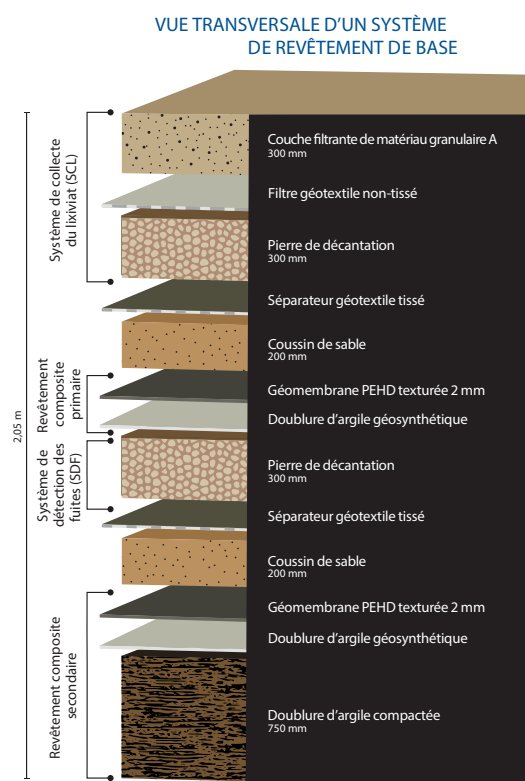 VUE TRANSVERSALE D'UN SYSTÈME
DE REVÊTEMENT DE BASE
2,05 m
Système de collecte
du lixiviat (SCL)
Couche filtrante de matériau granulaire A
300 mm
Filtre géotextile non-tissé
Pierre de décantation
300 mm
Séparateur géotextile tissé
Coussin de sable
200 mm
Revêtement
composite
primaire
Géomembrane PEHD texturée 2 mm
Doublure d'argile géosynthétique
Système de
détection des
fuites (SDF)
Pierre de décantation
300 mm
Séparateur géotextile tissé
Coussin de sable
200 mm
Revêtement composite
secondaire
Géomembrane PEHD texturée 2 mm
Doublure d'argile géosynthétique
Doublure d'argile compactée
750 mm